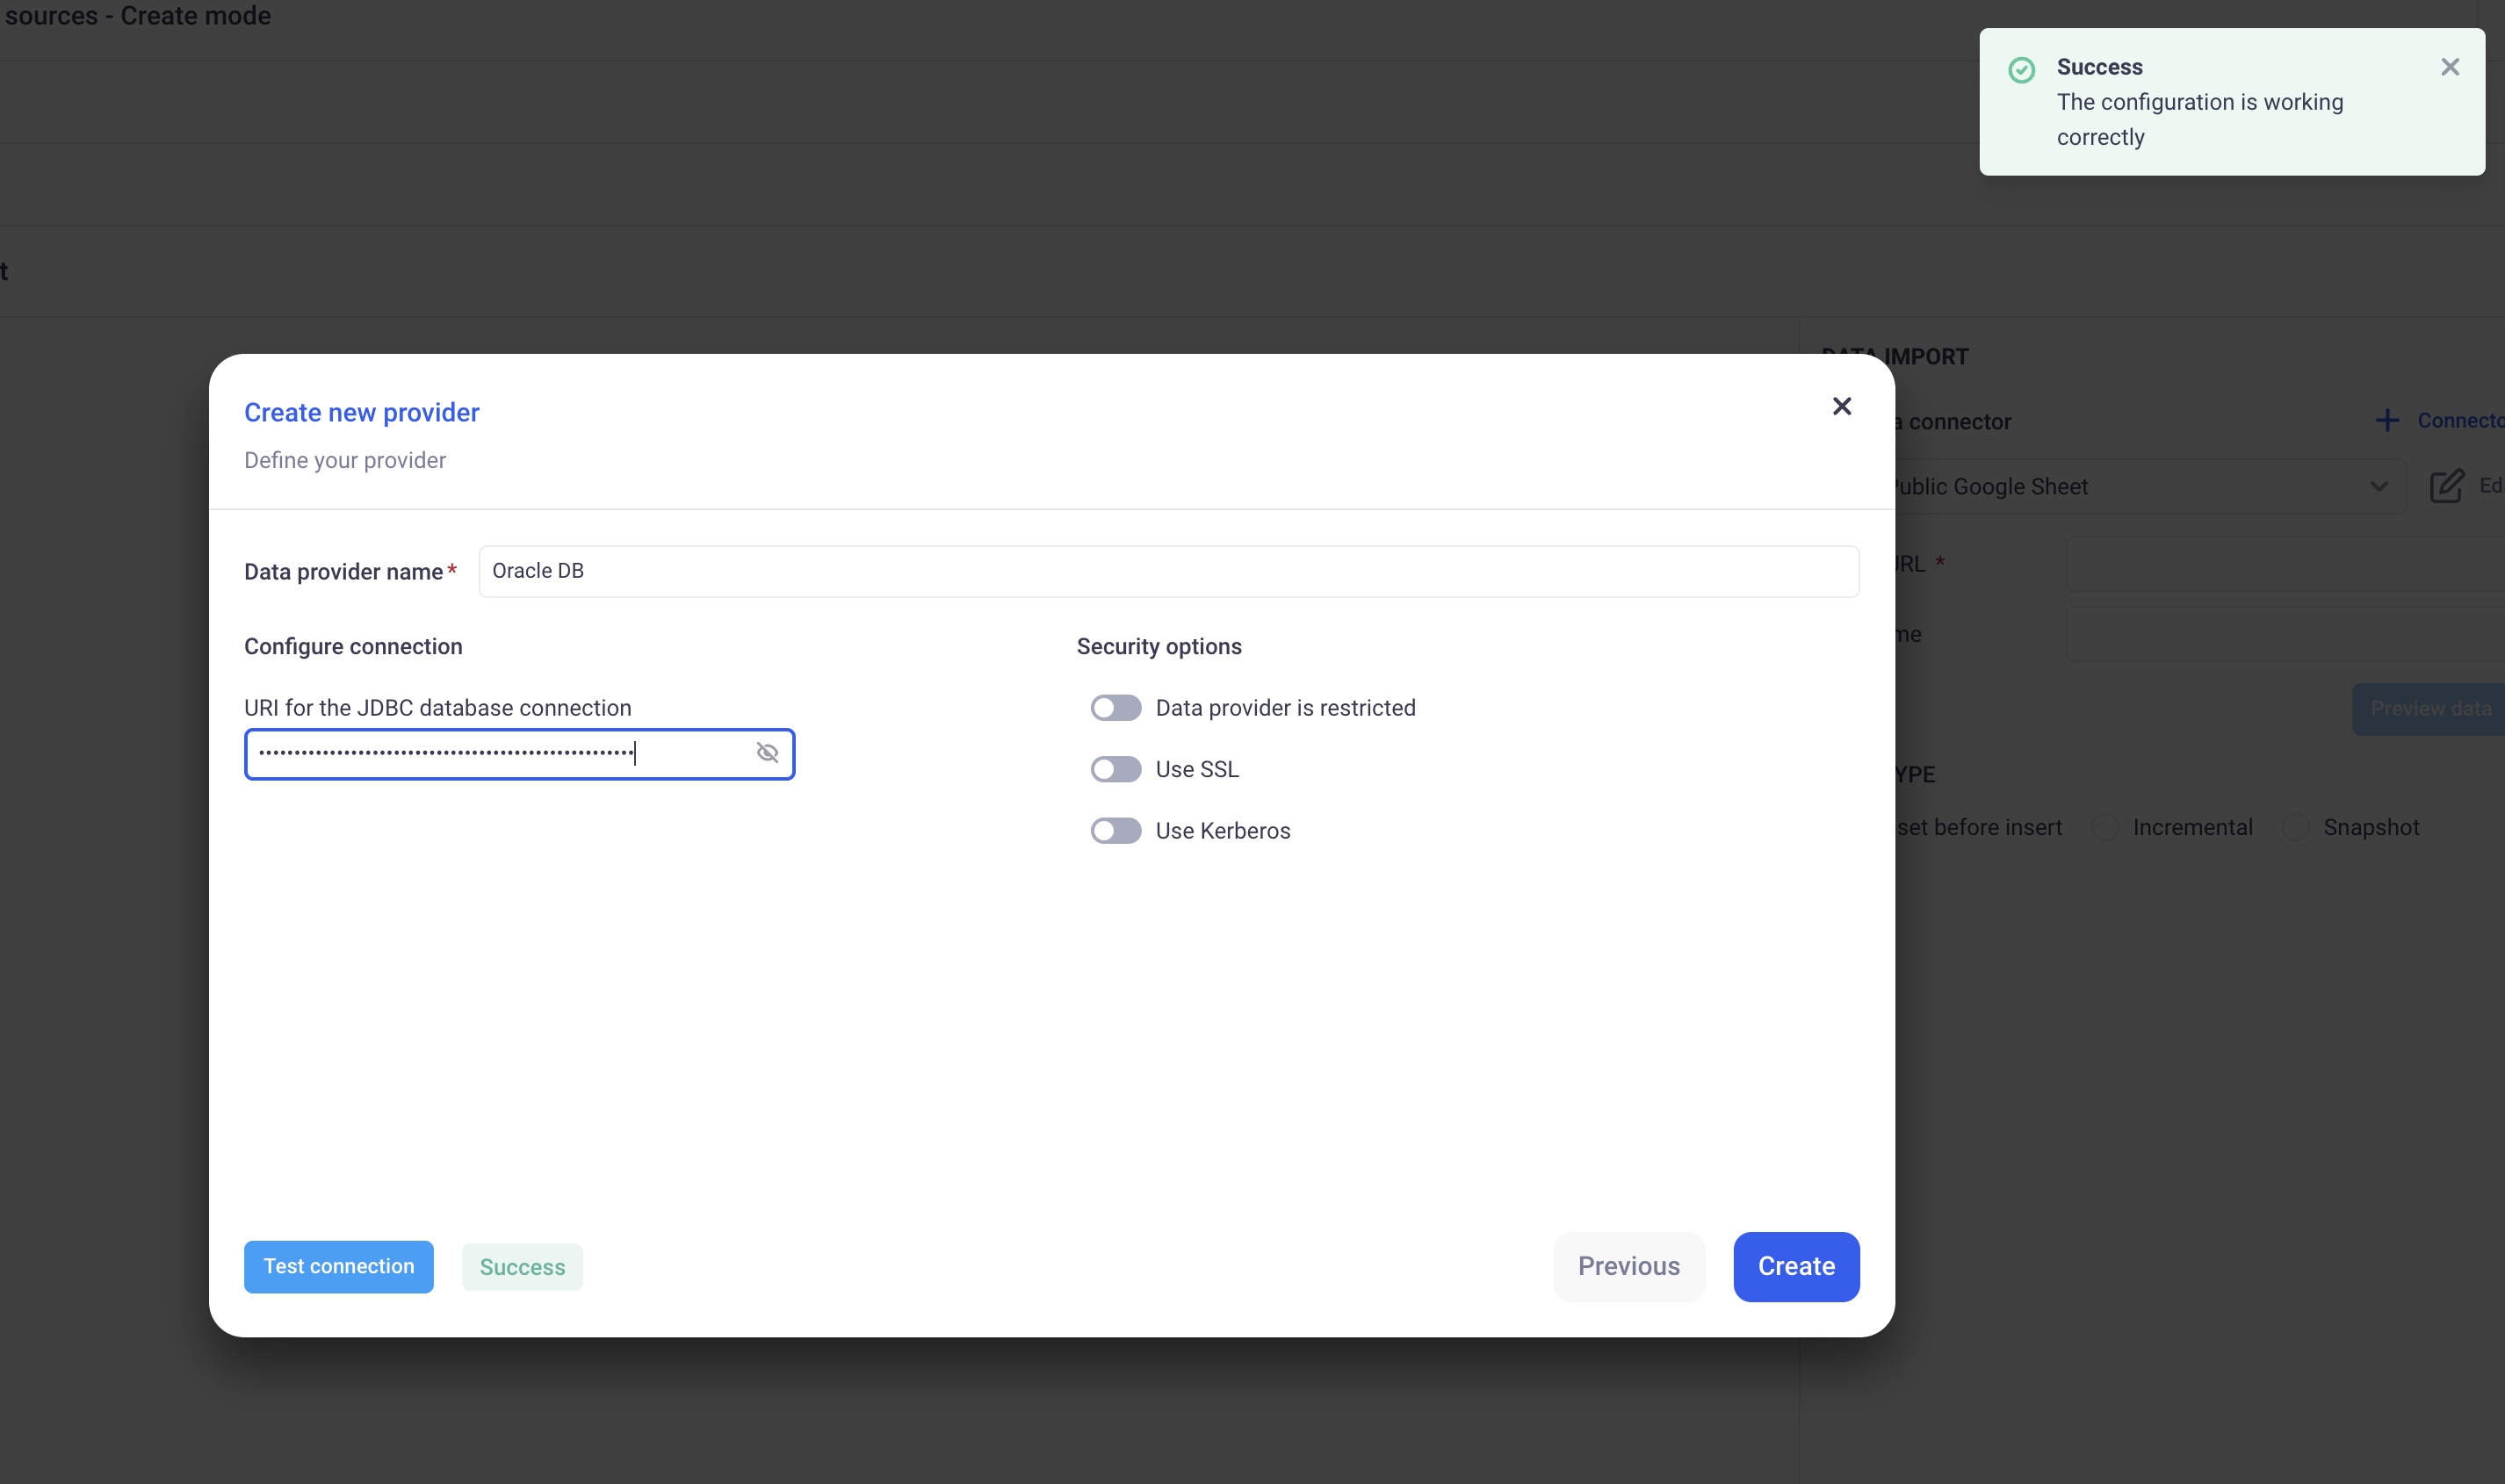 sources - Create mode
Success
The configuration is working
correctly
t
DATA IMPORT
Create new provider
Define your provider
a connector
Connecto
Public Google Sheet
Ed
Data provider name *
Oracle DB
URL *
me
Configure connection
Security options
URI for the JDBC database connection
Data provider is restricted
Preview data
Use SSL
YPE
Use Kerberos
set before insert
Incremental
Snapshot
Test connection
Success
Previous
Create